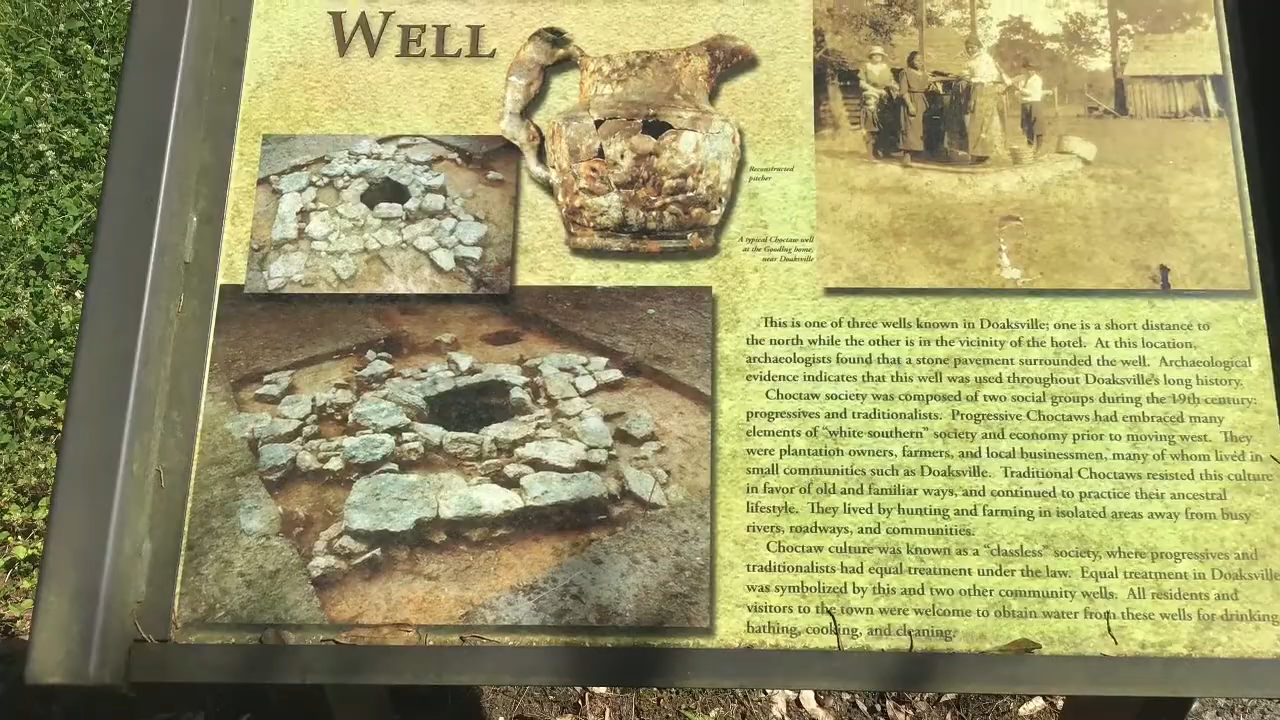 WELL
Reconstructed
pitcher
A typical Choctaw well
at the Gooding home,
near Doaksville
This is one of three wells known in Doaksville; one is a short distance to
the north while the other is in the vicinity of the hotel. At this location,
archaeologists found that a stone pavement surrounded the well. Archaeological
evidence indicates that this well was used throughout Doaksville's long history.
Choctaw society was composed of two social groups during the 19th century:
progressives and traditionalists. Progressive Choctaws had embraced many
elements of "white southern" society and economy prior to moving west. They
were plantation owners, farmers, and local businessmen, many of whom lived in
small communities such as Doaksville. Traditional Choctaws resisted this culture
in favor of old and familiar ways, and continued to practice their ancestral
lifestyle. They lived by hunting and farming in isolated areas away from busy
rivers, roadways, and communities.
Choctaw culture was known as a "classless" society, where progressives and
traditionalists had equal treatment under the law. Equal treatment in Doaksville
was symbolized by this and two other community wells. All residents and
visitors to the town were welcome to obtain water from these wells for drinking,
bathing, cooking, and cleaning.